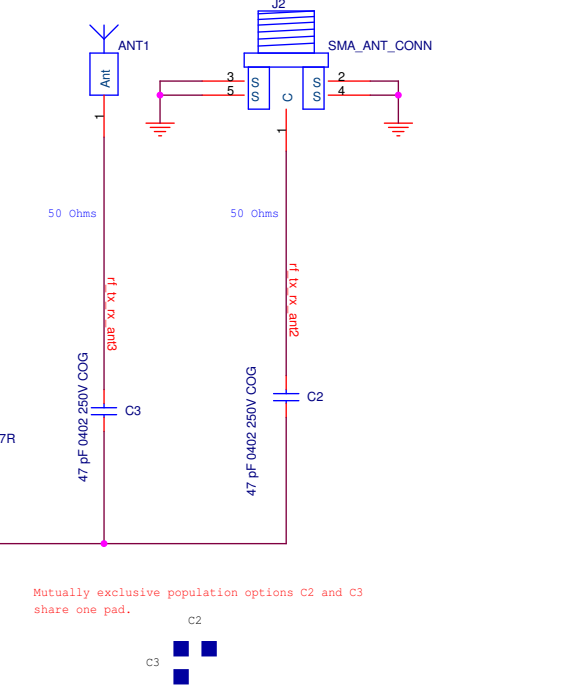 J2
ANT1
SMA_ANT_CONN
Ant
3
S
S
2
5
S
S
4
C
1
1
50 Ohms
50 Ohms
rf_tx_rx_ant3
rf_tx_rx_ant2
47 pF 0402 250V COG
C3
47 pF 0402 250V COG
C2
7R
Mutually exclusive population options C2 and C3
share one pad.
C2
C3